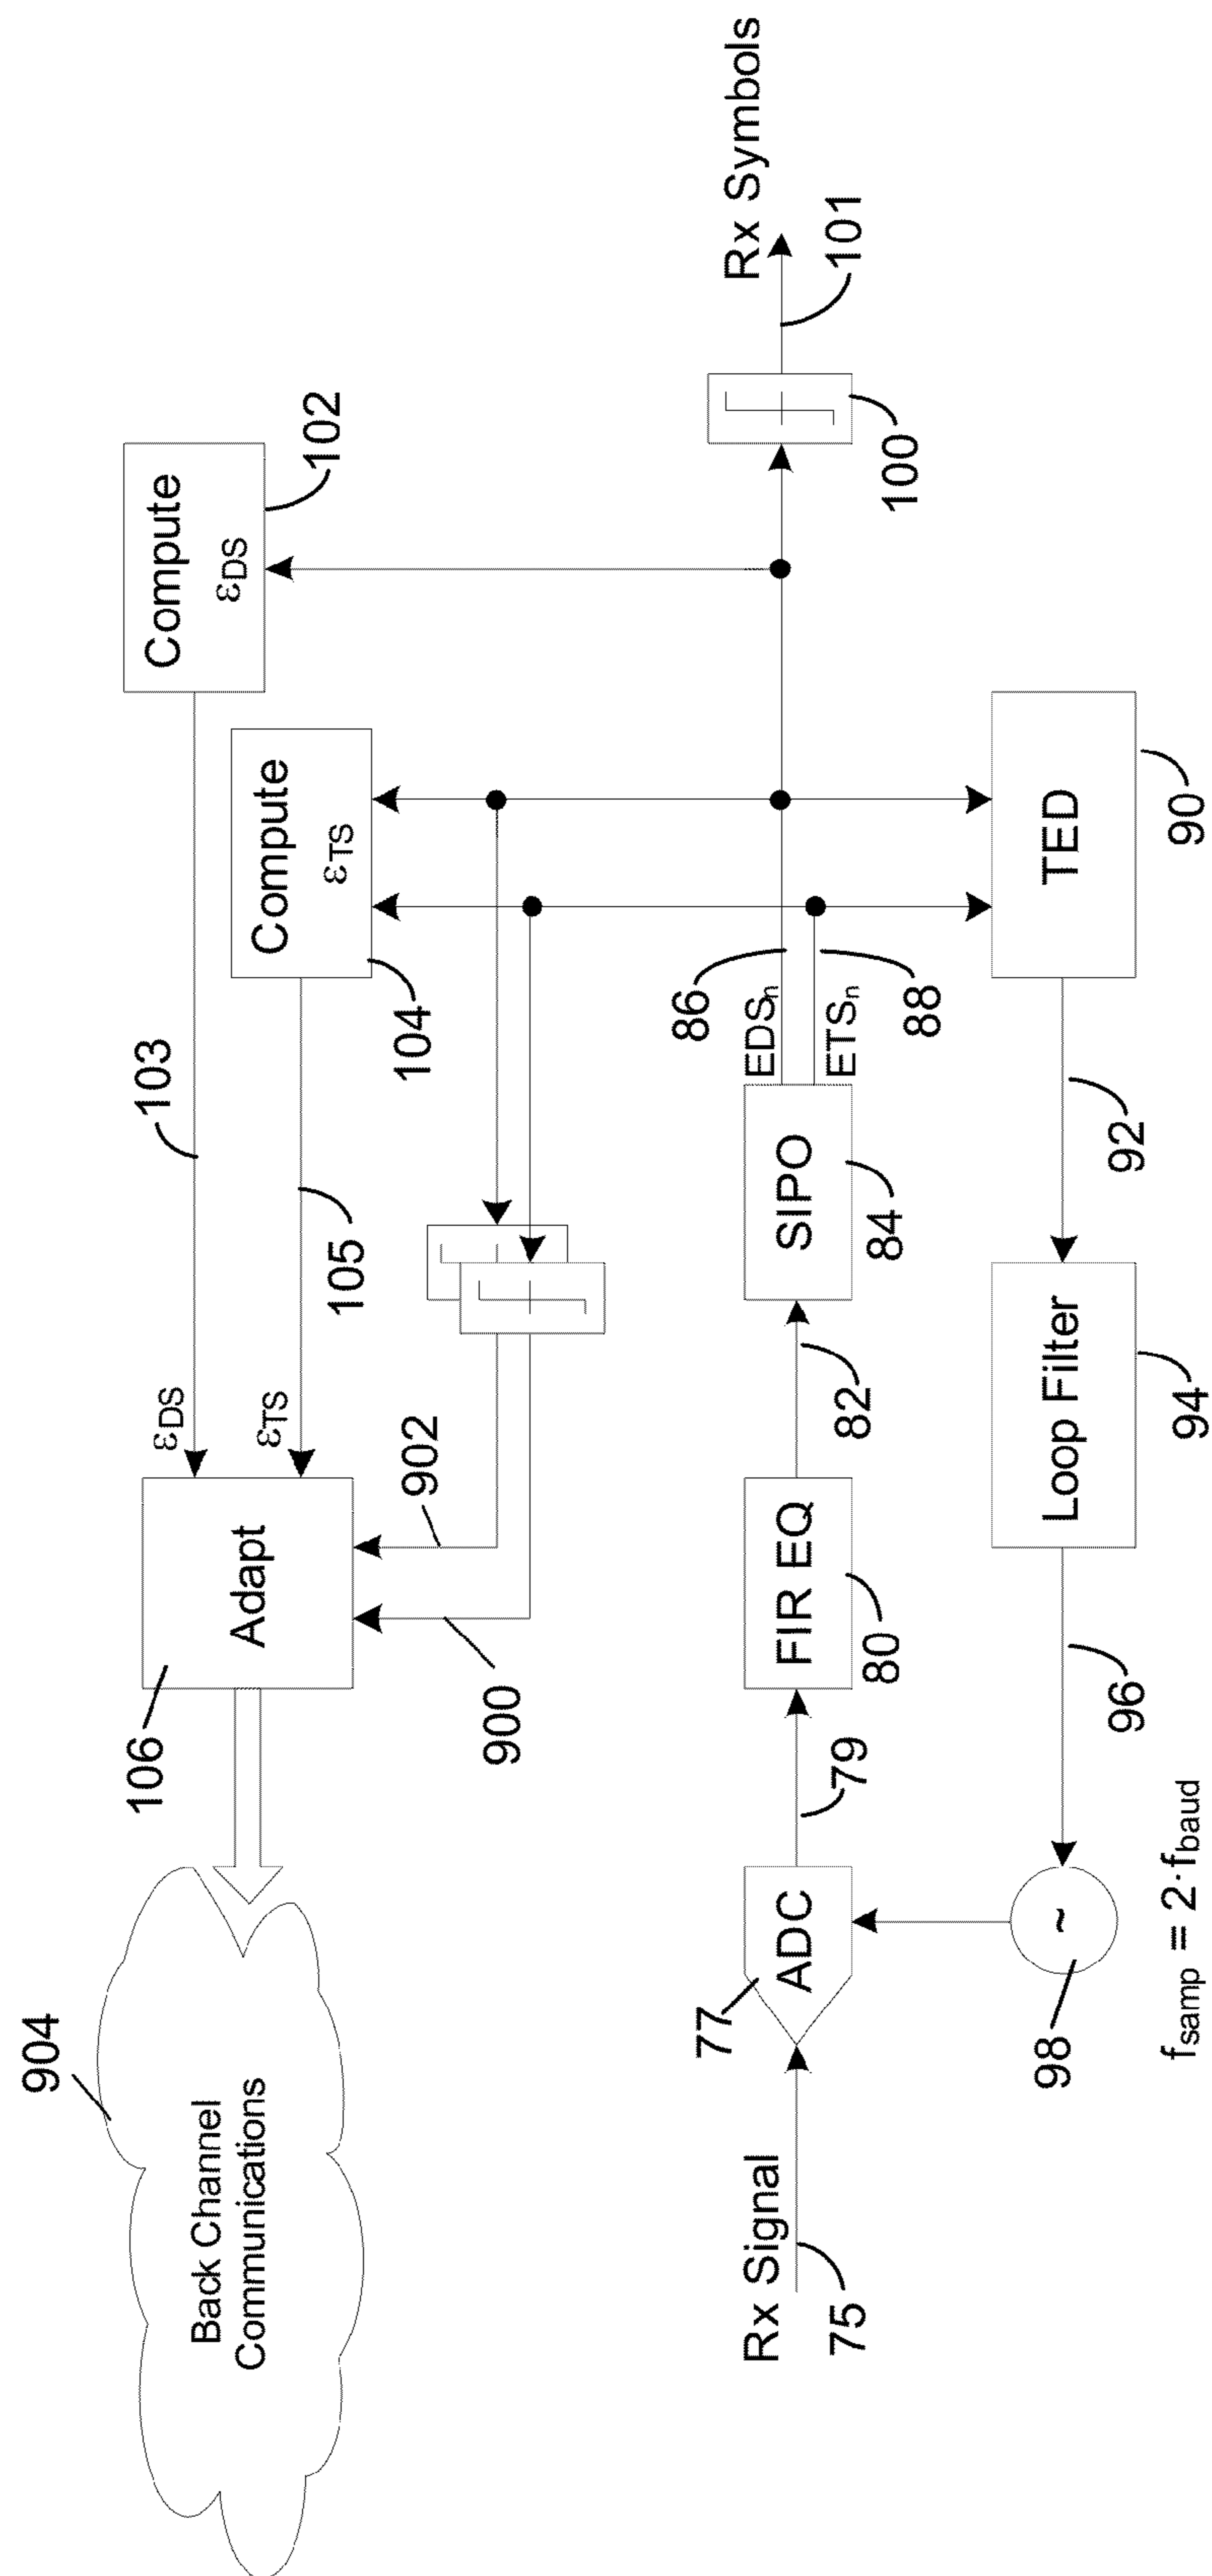 904
Back Channel
Communications
106
Adapt
εDS
εTS
902
900
103
105
Compute
εTS
104
Compute
εDS
102
Rx Signal
75
77
ADC
79
FIR EQ
80
82
SIPO
84
86
EDSn
ETSn
88
100
Rx Symbols
101
fsamp = 2·fbaud
98
~
96
Loop Filter
94
92
TED
90